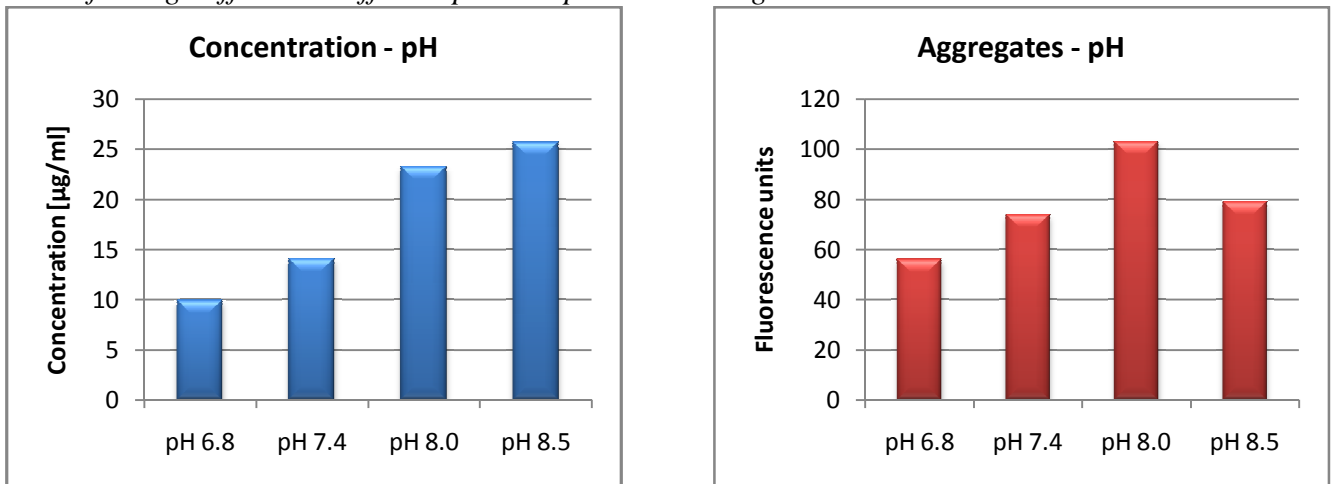 Concentration - pH
Concentration [µg/ml]
30
25
20
15
10
5
0
pH 6.8 pH 7.4 pH 8.0 pH 8.5
Aggregates - pH
Fluorescence units
120
100
80
60
40
20
0
pH 6.8 pH 7.4 pH 8.0 pH 8.5